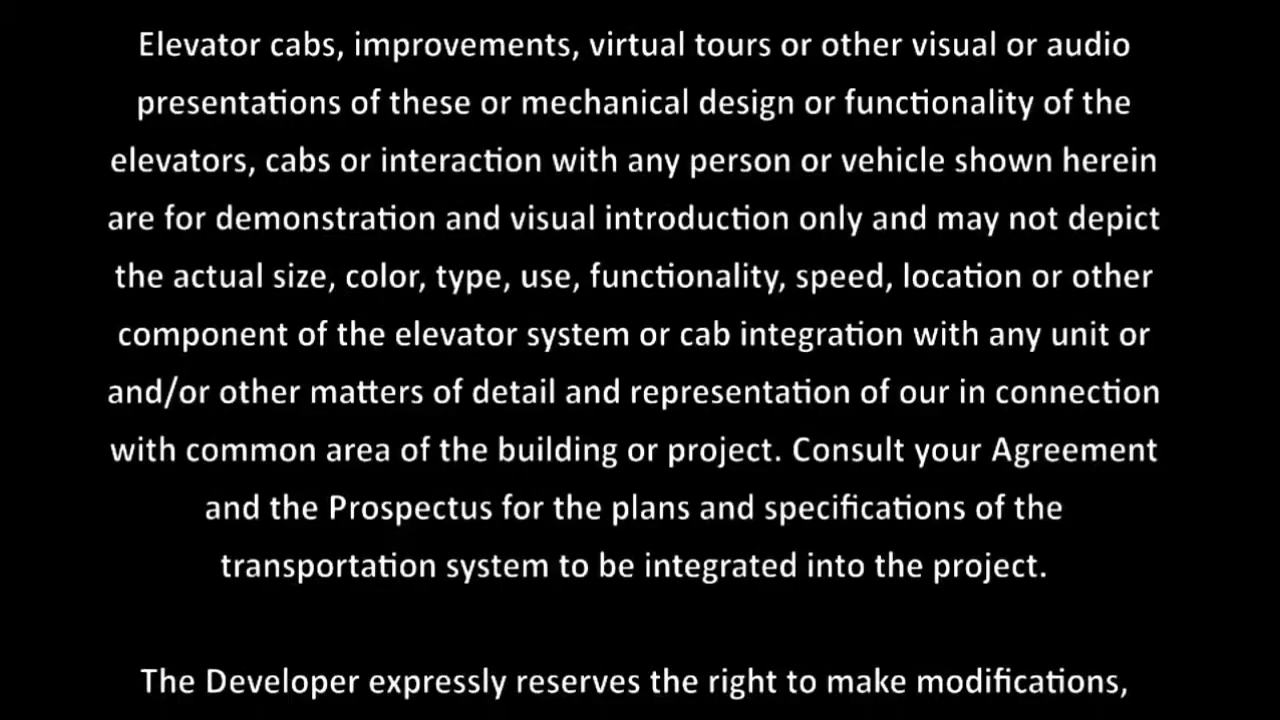 Elevator cabs, improvements, virtual tours or other visual or audio
presentations of these or mechanical design or functionality of the
elevators, cabs or interaction with any person or vehicle shown herein
are for demonstration and visual introduction only and may not depict
the actual size, color, type, use, functionality, speed, location or other
component of the elevator system or cab integration with any unit or
and/or other matters of detail and representation of our in connection
with common area of the building or project. Consult your Agreement
and the Prospectus for the plans and specifications of the
transportation system to be integrated into the project.
The Developer expressly reserves the right to make modifications,